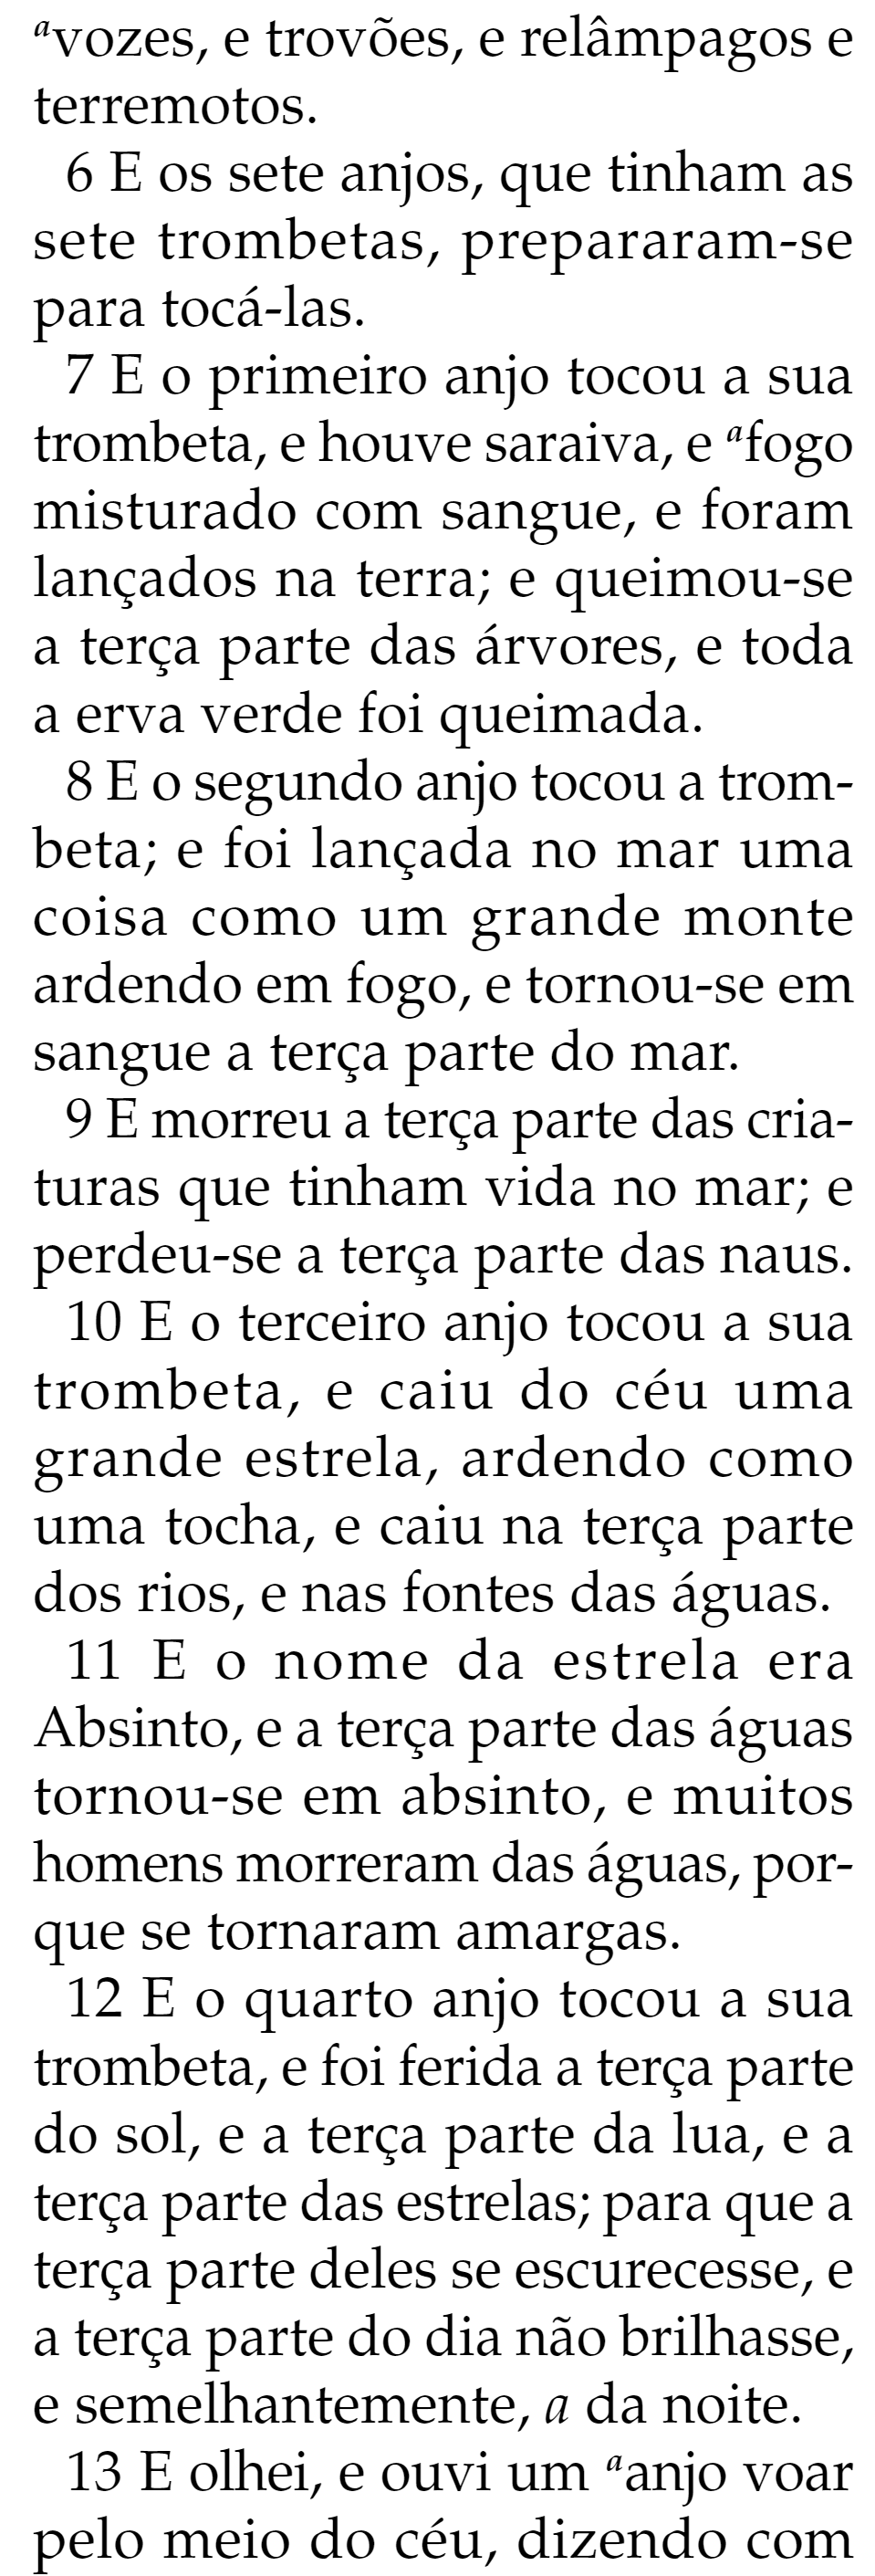 ᵃvozes, e trovões, e relâmpagos e
terremotos.
6 E os sete anjos, que tinham as
sete trombetas, prepararam-se
para tocá-las.
7 E o primeiro anjo tocou a sua
trombeta, e houve saraiva, e ᵃfogo
misturado com sangue, e foram
lançados na terra; e queimou-se
a terça parte das árvores, e toda
a erva verde foi queimada.
8 E o segundo anjo tocou a trom-
beta; e foi lançada no mar uma
coisa como um grande monte
ardendo em fogo, e tornou-se em
sangue a terça parte do mar.
9 E morreu a terça parte das cria-
turas que tinham vida no mar; e
perdeu-se a terça parte das naus.
10 E o terceiro anjo tocou a sua
trombeta, e caiu do céu uma
grande estrela, ardendo como
uma tocha, e caiu na terça parte
dos rios, e nas fontes das águas.
11 E o nome da estrela era
Absinto, e a terça parte das águas
tornou-se em absinto, e muitos
homens morreram das águas, por-
que se tornaram amargas.
12 E o quarto anjo tocou a sua
trombeta, e foi ferida a terça parte
do sol, e a terça parte da lua, e a
terça parte das estrelas; para que a
terça parte deles se escurecesse, e
a terça parte do dia não brilhasse,
e semelhantemente, a da noite.
13 E olhei, e ouvi um ᵃanjo voar
pelo meio do céu, dizendo com